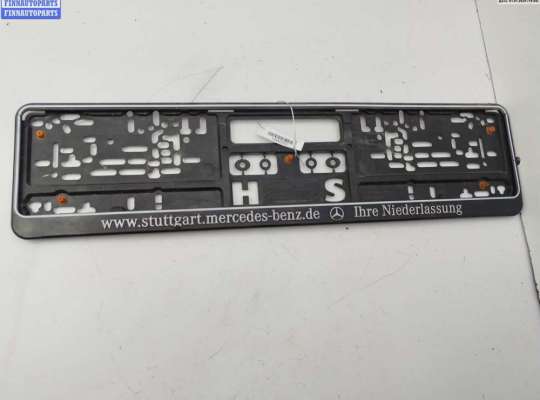 FINNAUTOPARTS
FINNAUTOPARTS
H S
www.stuttgart.mercedes-benz.de Ihre Niederlassung